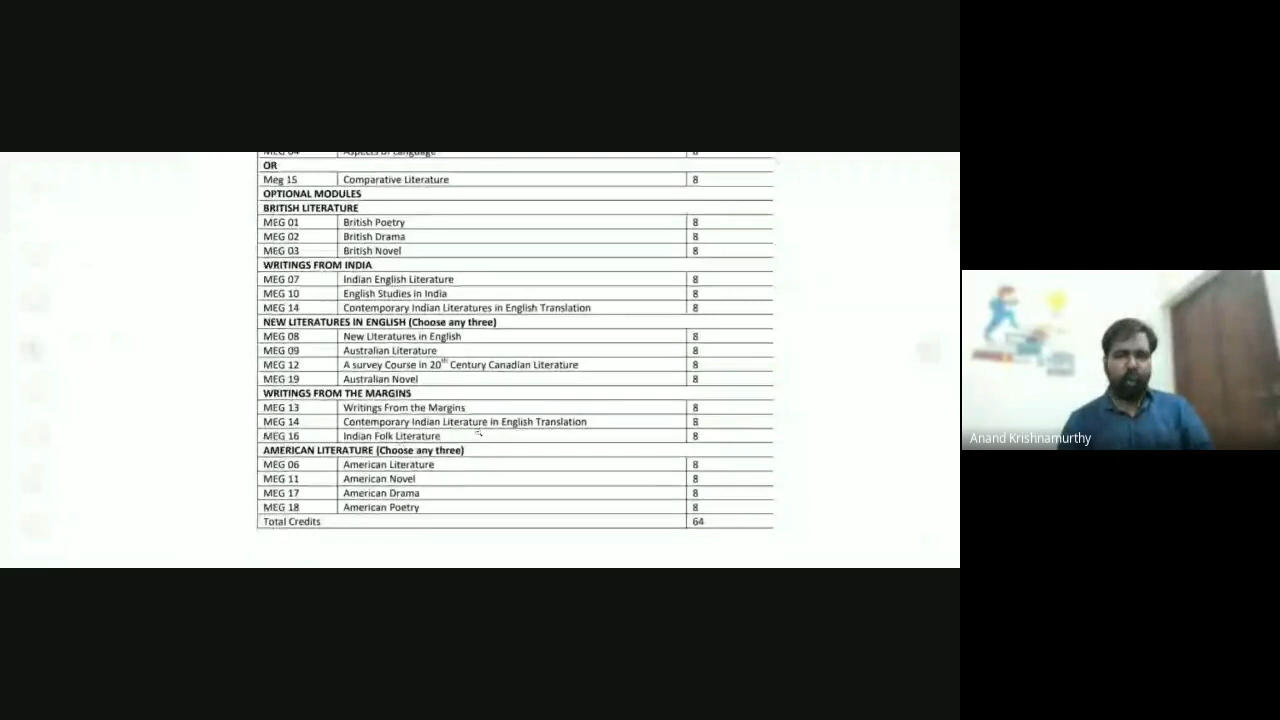 MEG 04 Aspects of Language 8
OR
Meg 15 Comparative Literature 8
OPTIONAL MODULES
BRITISH LITERATURE
MEG 01 British Poetry 8
MEG 02 British Drama 8
MEG 03 British Novel 8
WRITINGS FROM INDIA
MEG 07 Indian English Literature 8
MEG 10 English Studies in India 8
MEG 14 Contemporary Indian Literatures in English Translation 8
NEW LITERATURES IN ENGLISH (Choose any three)
MEG 08 New Literatures in English 8
MEG 09 Australian Literature 8
MEG 12 A survey Course in 20th Century Canadian Literature 8
MEG 19 Australian Novel 8
WRITINGS FROM THE MARGINS
MEG 13 Writings From the Margins 8
MEG 14 Contemporary Indian Literature in English Translation 8
MEG 16 Indian Folk Literature 8
AMERICAN LITERATURE (Choose any three)
MEG 06 American Literature 8
MEG 11 American Novel 8
MEG 17 American Drama 8
MEG 18 American Poetry 8
Total Credits 64
Anand Krishnamurthy